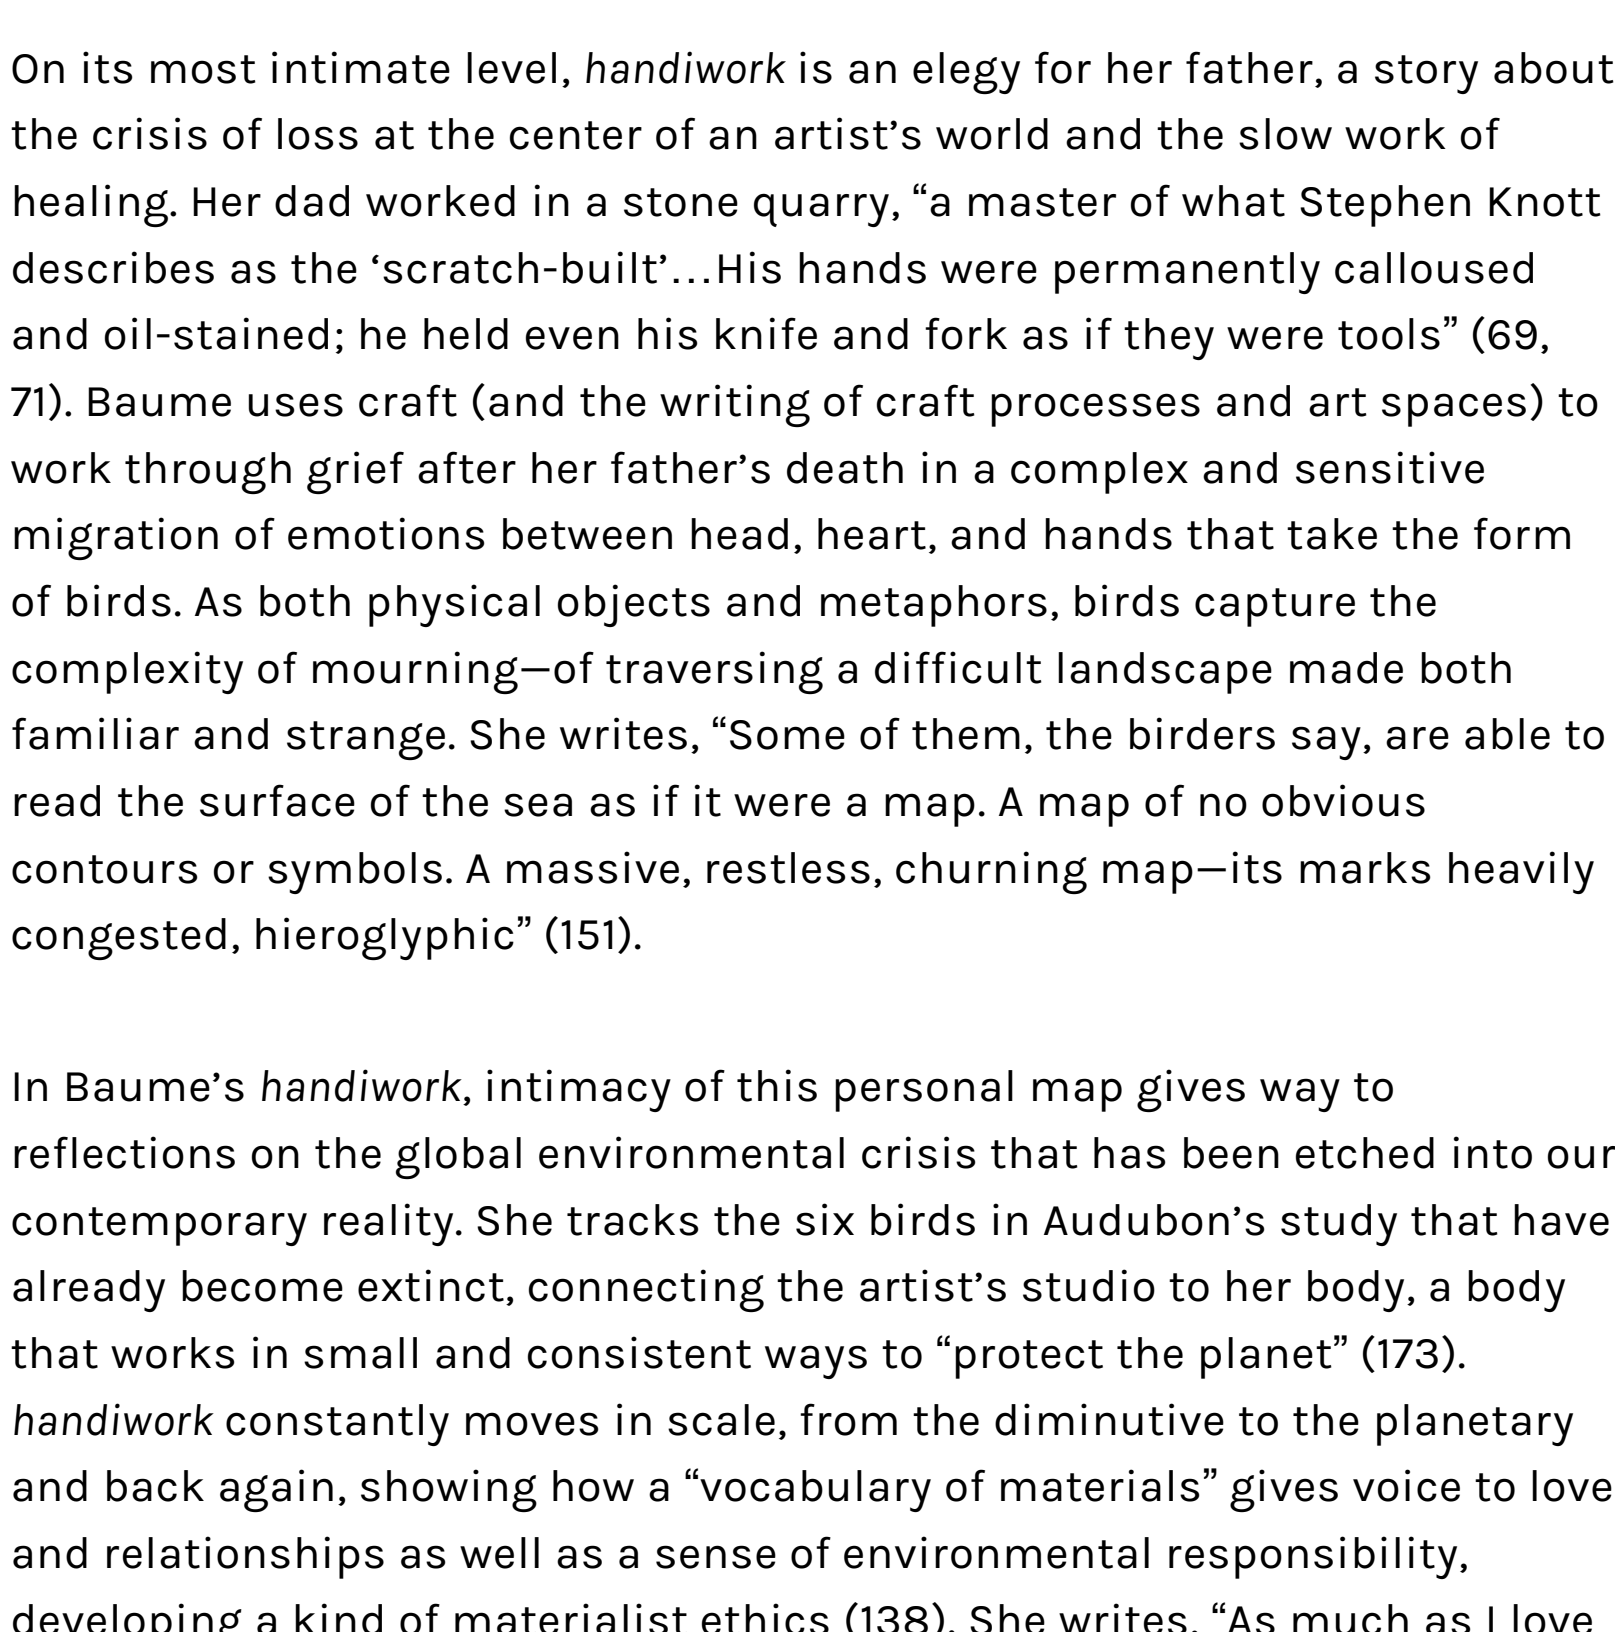 On its most intimate level, handiwork is an elegy for her father, a story about
the crisis of loss at the center of an artist’s world and the slow work of
healing. Her dad worked in a stone quarry, “a master of what Stephen Knott
describes as the ‘scratch-built’…His hands were permanently calloused
and oil-stained; he held even his knife and fork as if they were tools” (69,
71). Baume uses craft (and the writing of craft processes and art spaces) to
work through grief after her father’s death in a complex and sensitive
migration of emotions between head, heart, and hands that take the form
of birds. As both physical objects and metaphors, birds capture the
complexity of mourning—of traversing a difficult landscape made both
familiar and strange. She writes, “Some of them, the birders say, are able to
read the surface of the sea as if it were a map. A map of no obvious
contours or symbols. A massive, restless, churning map—its marks heavily
congested, hieroglyphic” (151).
In Baume’s handiwork, intimacy of this personal map gives way to
reflections on the global environmental crisis that has been etched into our
contemporary reality. She tracks the six birds in Audubon’s study that have
already become extinct, connecting the artist’s studio to her body, a body
that works in small and consistent ways to “protect the planet” (173).
handiwork constantly moves in scale, from the diminutive to the planetary
and back again, showing how a “vocabulary of materials” gives voice to love
and relationships as well as a sense of environmental responsibility,
developing a kind of materialist ethics (138). She writes, “As much as I love